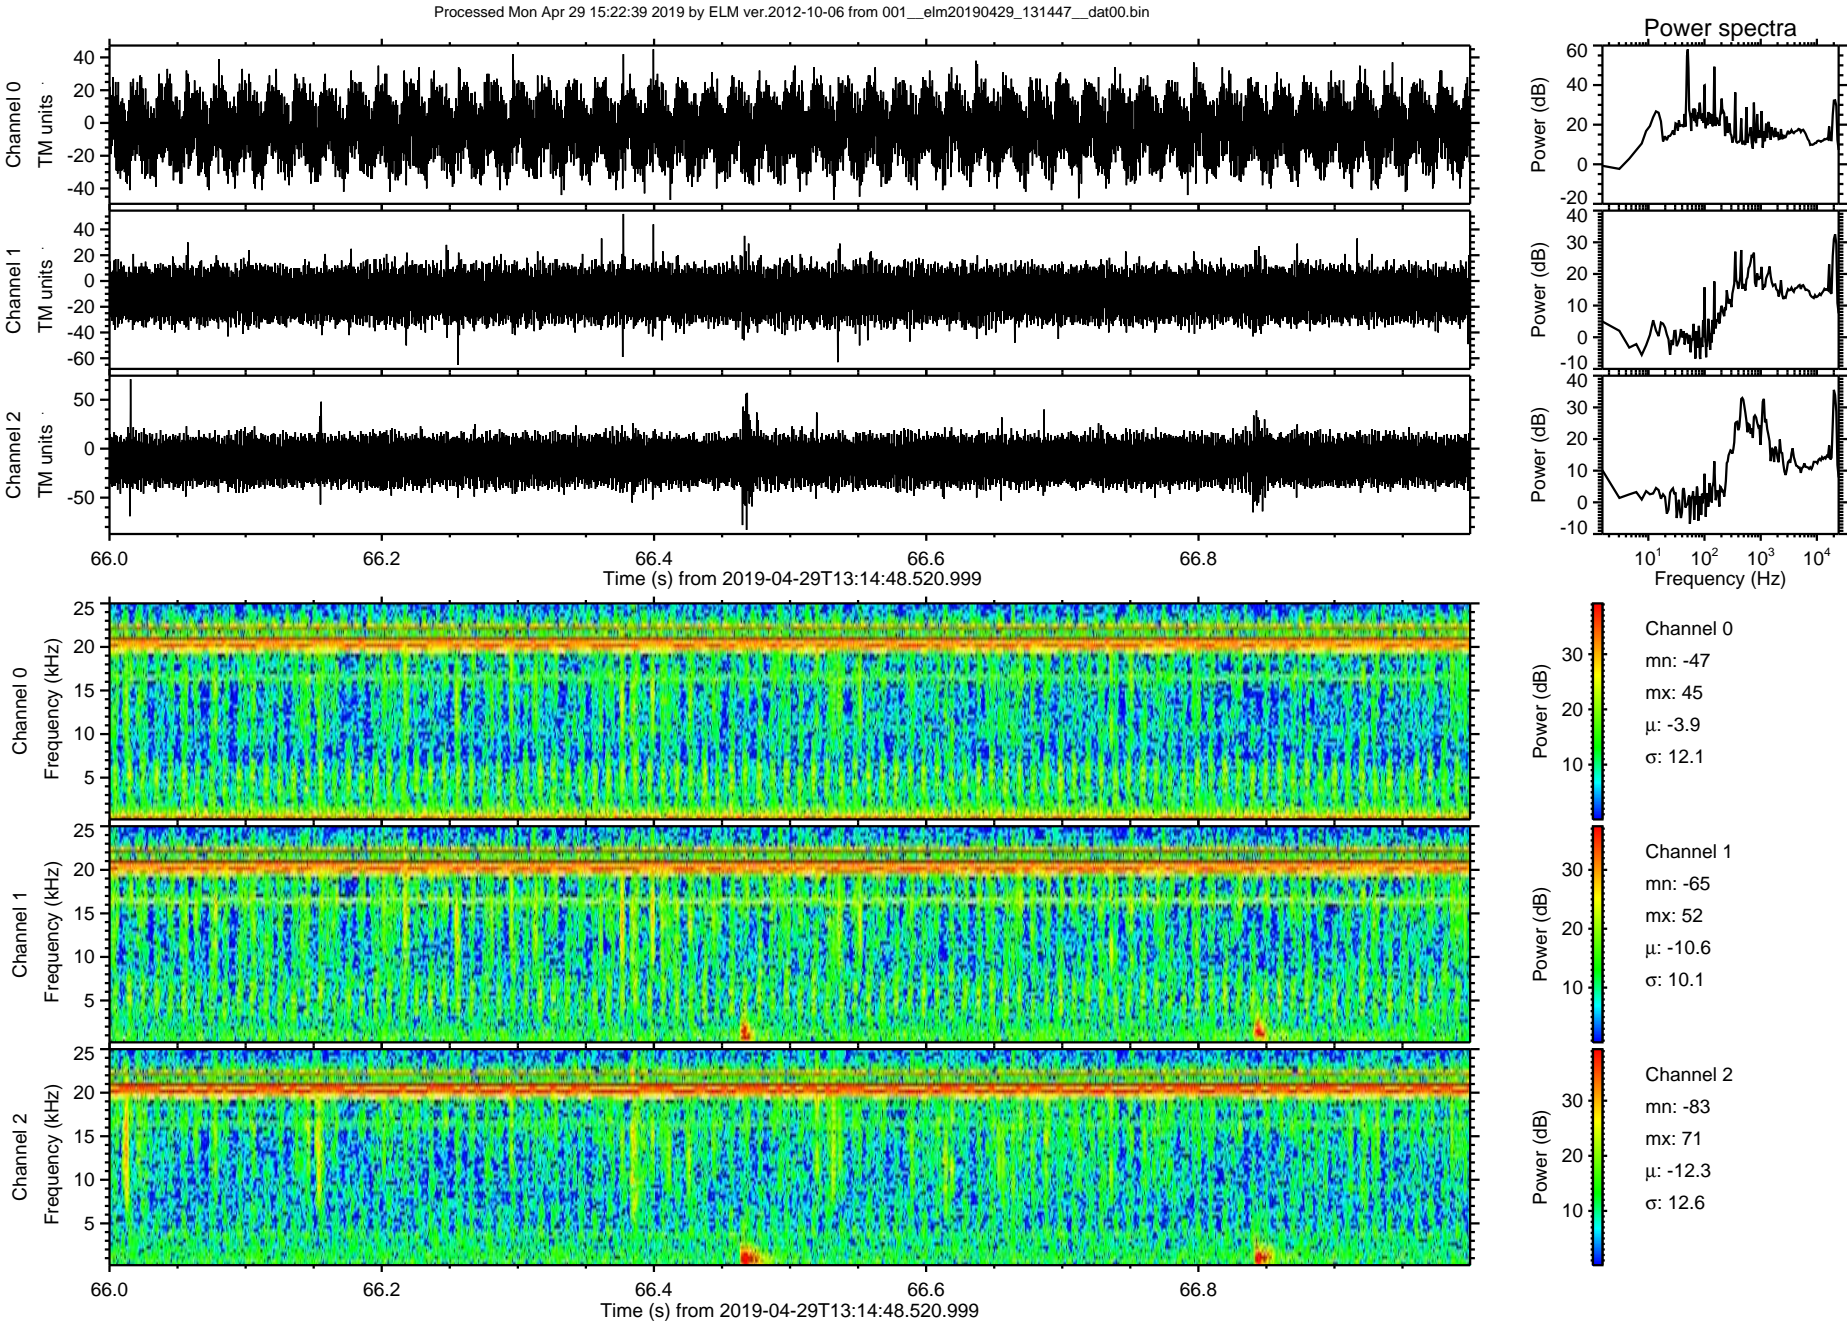 Processed Mon Apr 29 15:22:39 2019 by ELM ver.2012-10-06 from 001__elm20190429_131447__dat00.bin
Power spectra
Channel 0
TM units
40
20
0
-20
-40
Power (dB)
60
40
20
0
-20
Channel 1
TM units
40
20
0
-20
-40
-60
Power (dB)
40
30
20
10
0
-10
Channel 2
TM units
50
0
-50
Power (dB)
40
30
20
10
0
-10
66.0 66.2 66.4 66.6 66.8
Time (s) from 2019-04-29T13:14:48.520.999
10^1 10^2 10^3 10^4
Frequency (Hz)
Channel 0
Frequency (kHz)
25
20
15
10
5
Power (dB)
30
20
10
Channel 0
mn: -47
mx: 45
μ: -3.9
σ: 12.1
Channel 1
Frequency (kHz)
25
20
15
10
5
Power (dB)
30
20
10
Channel 1
mn: -65
mx: 52
μ: -10.6
σ: 10.1
Channel 2
Frequency (kHz)
25
20
15
10
5
Power (dB)
30
20
10
Channel 2
mn: -83
mx: 71
μ: -12.3
σ: 12.6
66.0 66.2 66.4 66.6 66.8
Time (s) from 2019-04-29T13:14:48.520.999